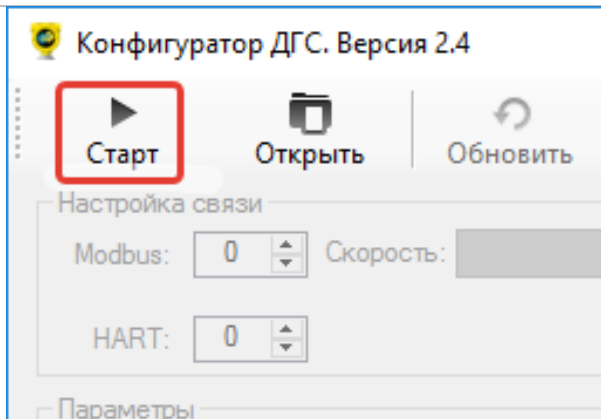 Конфигуратор ДГС. Версия 2.4
Старт Открыть Обновить
Настройка связи
Modbus: 0 Скорость:
HART: 0
Параметры